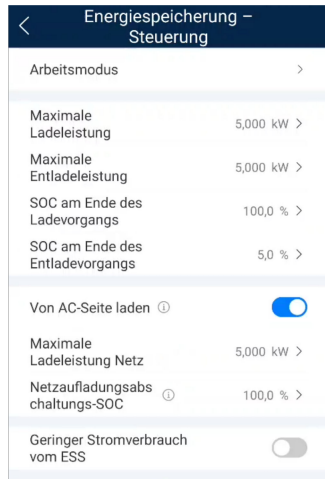 Energiespeicherung –
Steuerung
Arbeitsmodus
Maximale
Ladeleistung
5,000 kW
Maximale
Entladeleistung
5,000 kW
SOC am Ende des
Ladevorgangs
100,0 %
SOC am Ende des
Entladevorgangs
5,0 %
Von AC-Seite laden
Maximale
Ladeleistung Netz
5,000 kW
Netzaufladungsabs
chaltungs-SOC
100,0 %
Geringer Stromverbrauch
vom ESS